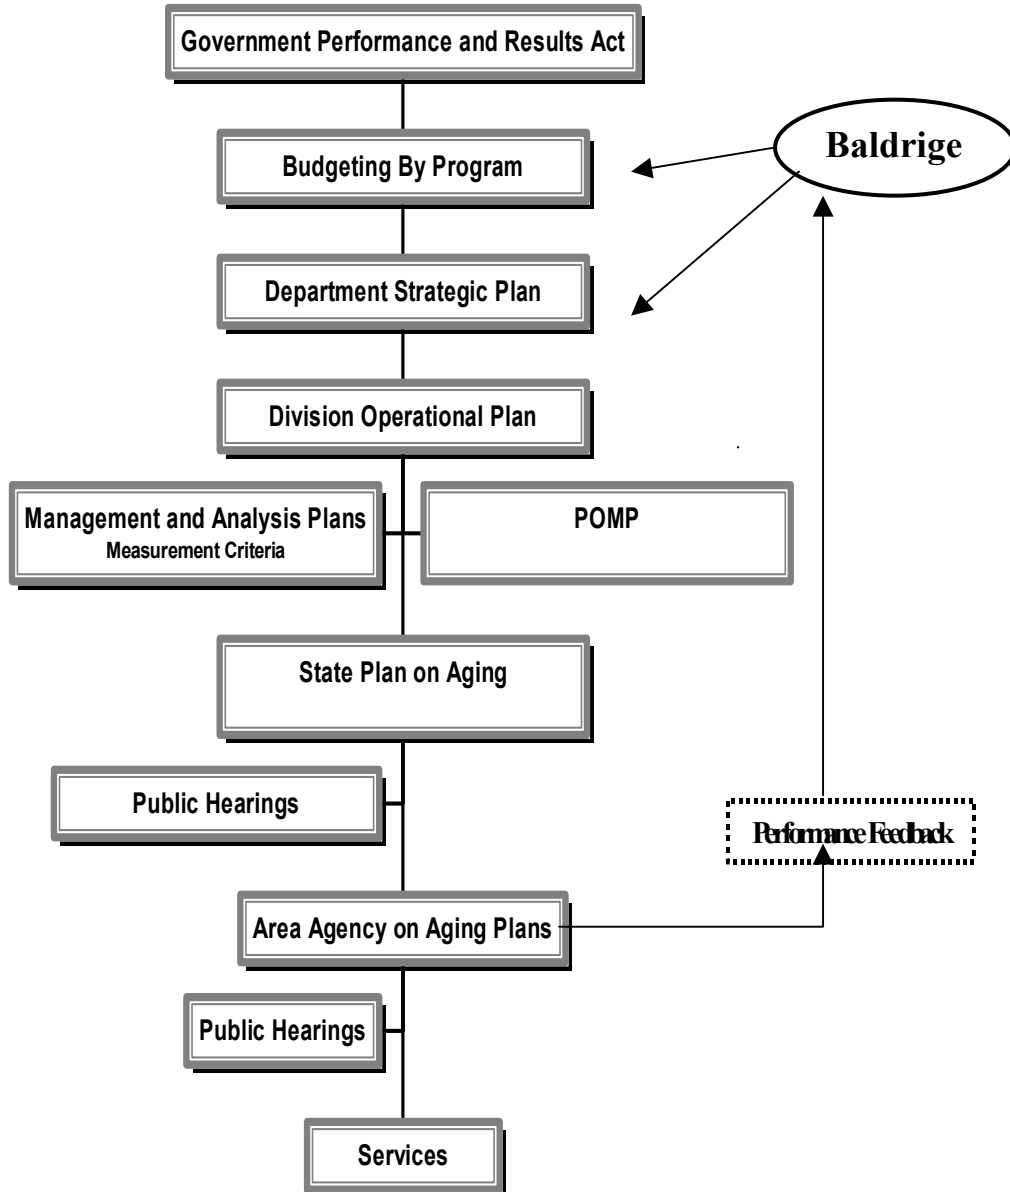 Government Performance and Results Act
Baldrige
Budgeting By Program
Department Strategic Plan
Division Operational Plan
Management and Analysis Plans
Measurement Criteria
POMP
State Plan on Aging
Public Hearings
Performance Feedback
Area Agency on Aging Plans
Public Hearings
Services